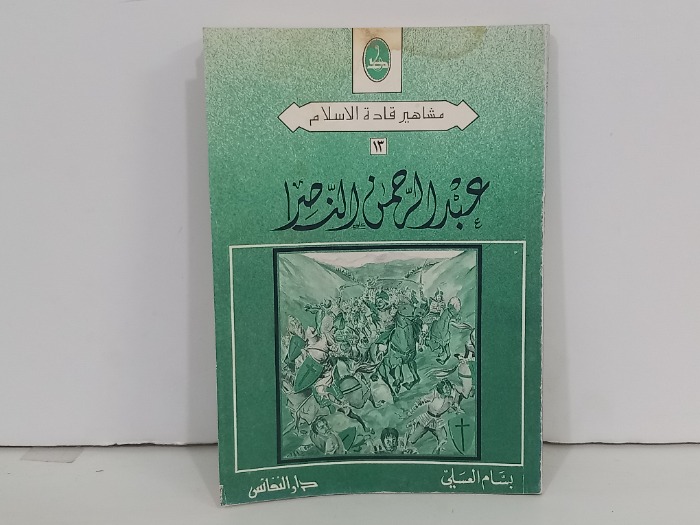 مشاهير قادة الاسلام
١٣
عبد الرحمن الناصر
بسام العسلي
دار النفائس